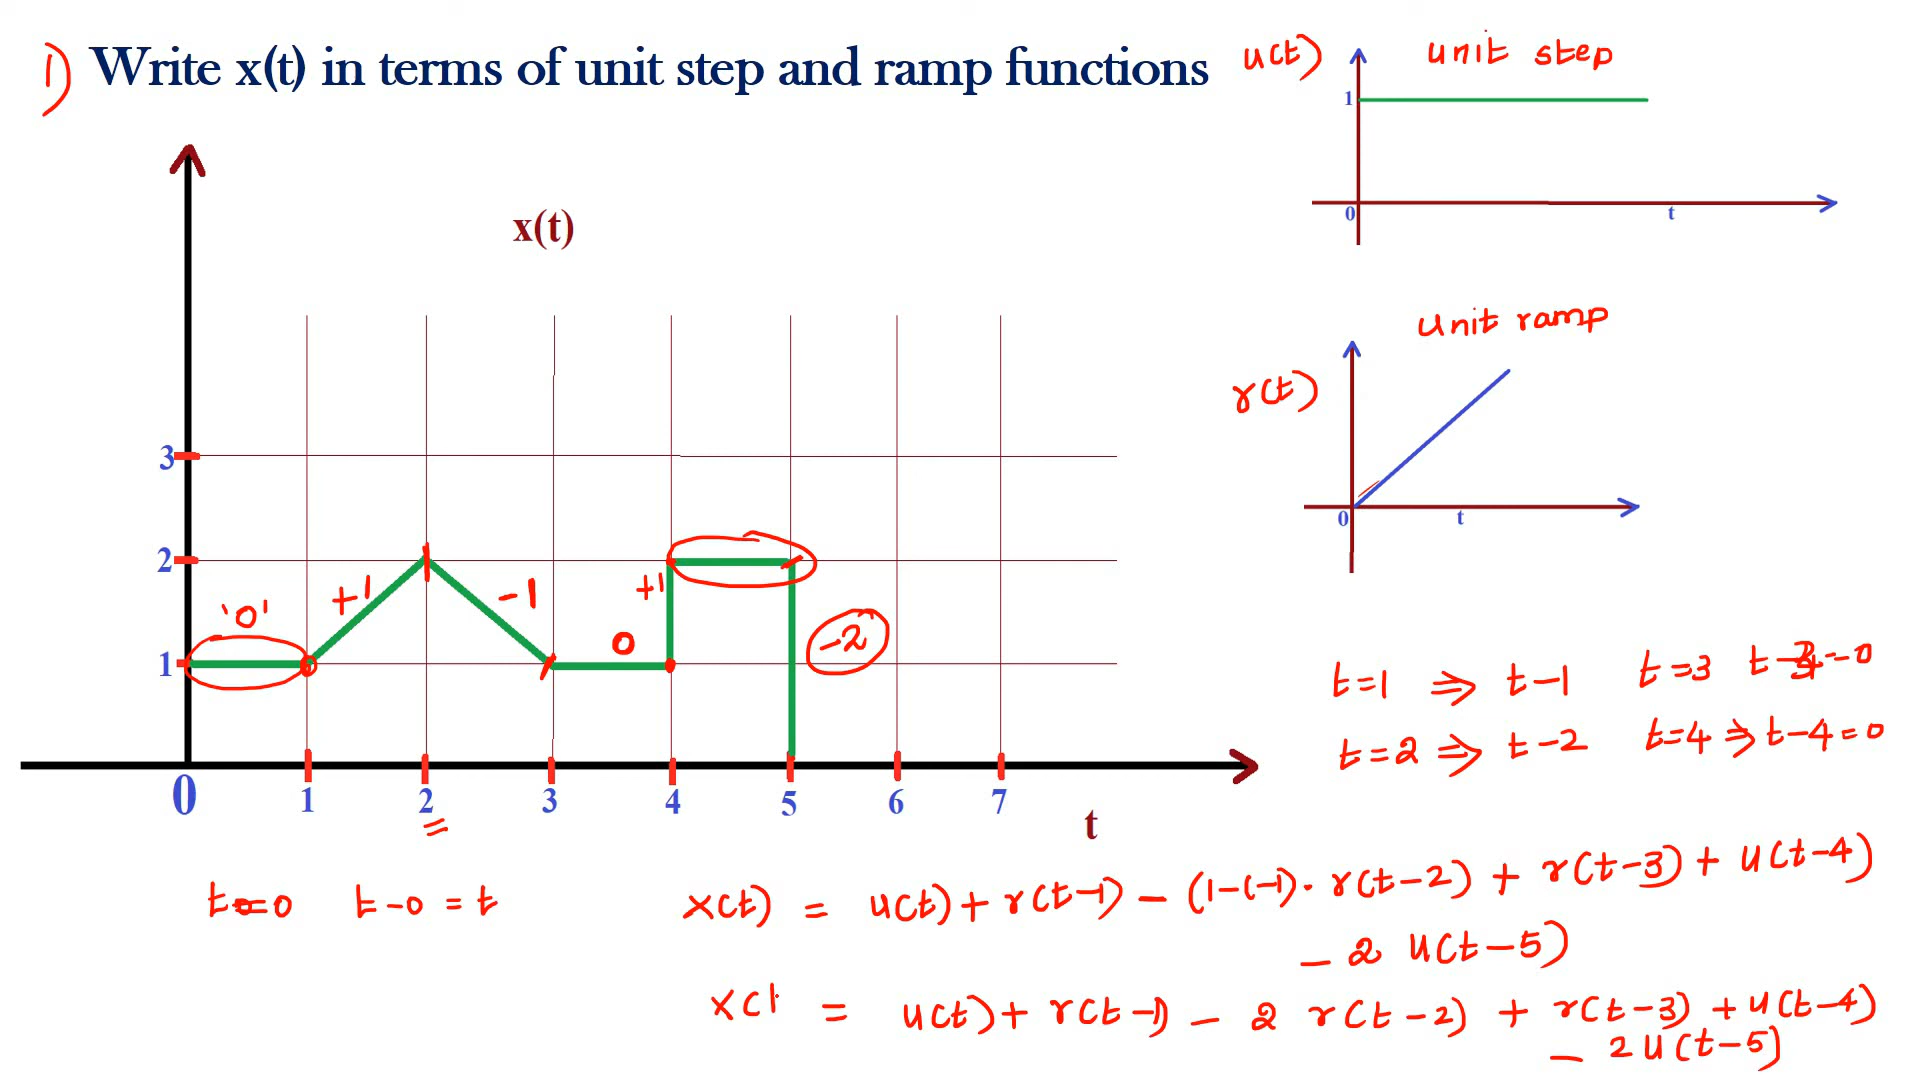 1) Write x(t) in terms of unit step and ramp functions
u(t) unit step
1
0 t
x(t)
unit ramp
r(t)
0 t
3
2
1
'0' +1 -1 0 +1 -2
0 1 2 3 4 5 6 7
t
t=1 ⇒ t-1 t=3
t=2 ⇒ t-2 t=4 ⇒ t-4=0
t=0 t-0 = t
x(t) = u(t) + r(t-1) - (1-(-1)· r(t-2) + r(t-3) + u(t-4)
- 2 u(t-5)
x(t = u(t) + r(t-1) - 2 r(t-2) + r(t-3) + u(t-4)
- 2 u(t-5)